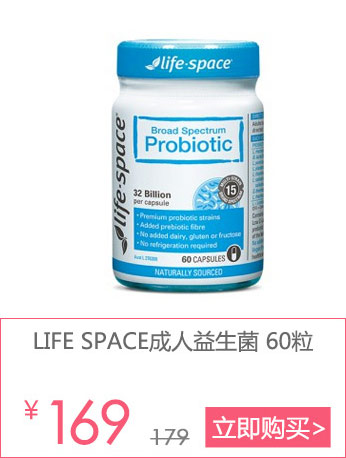 life-space
life-space
Broad Spectrum
Probiotic
32 Billion
per capsule
15
• Premium probiotic strains
• Added prebiotic fibre
• No added dairy, gluten or fructose
• No refrigeration required
60 CAPSULES
NATURALLY SOURCED
LIFE SPACE成人益生菌 60粒
¥169 179 立即购买>